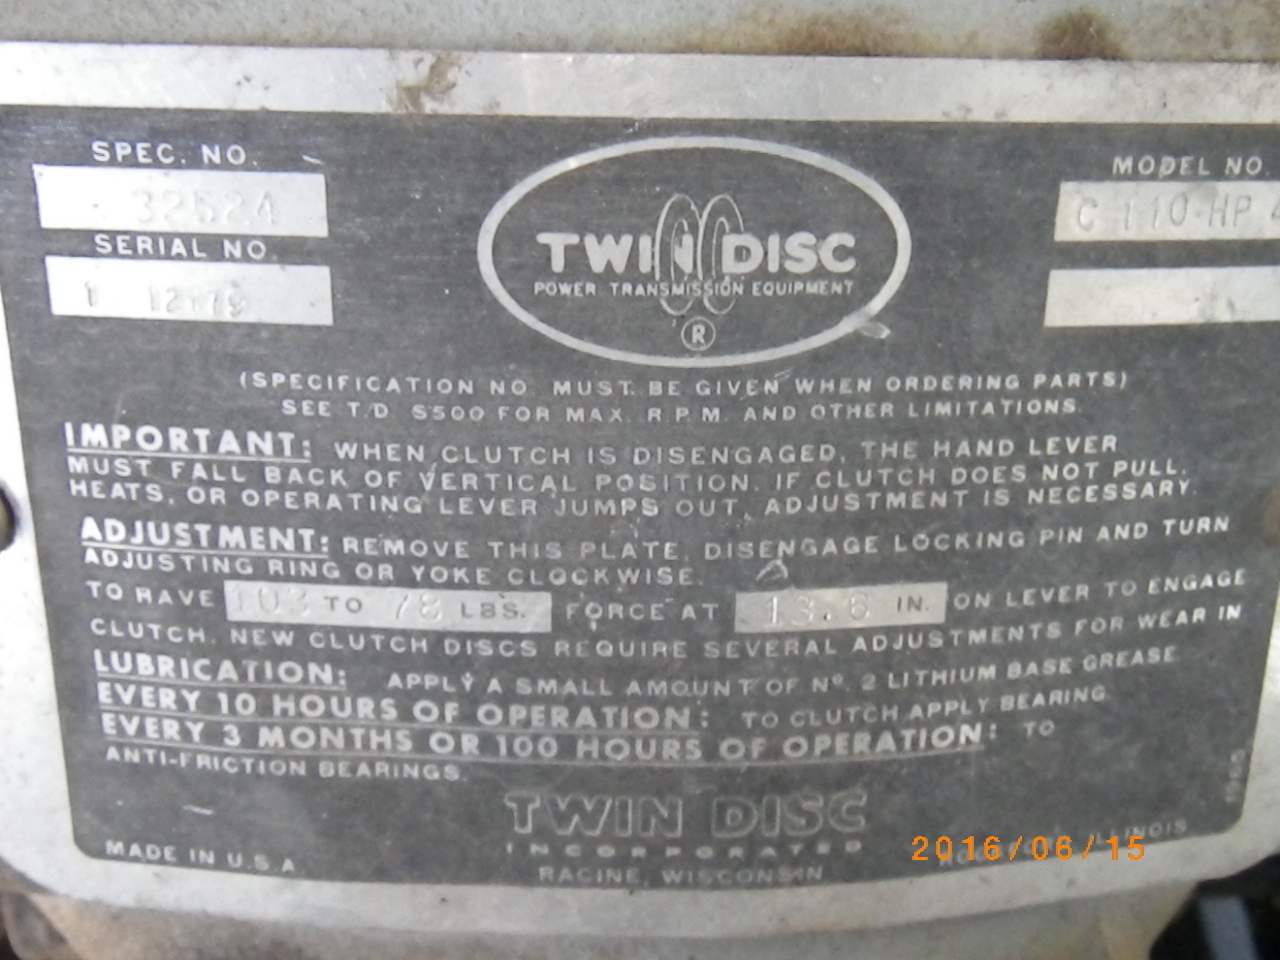 SPEC. NO.
32524
SERIAL NO.
1 12-79
MODEL NO.
C 110-HP
TWIN DISC
POWER TRANSMISSION EQUIPMENT
®
(SPECIFICATION NO. MUST BE GIVEN WHEN ORDERING PARTS)
SEE T.D. S500 FOR MAX. R.P.M. AND OTHER LIMITATIONS.
IMPORTANT: WHEN CLUTCH IS DISENGAGED, THE HAND LEVER
MUST FALL BACK OF VERTICAL POSITION. IF CLUTCH DOES NOT PULL,
HEATS, OR OPERATING LEVER JUMPS OUT, ADJUSTMENT IS NECESSARY.
ADJUSTMENT: REMOVE THIS PLATE, DISENGAGE LOCKING PIN AND TURN
ADJUSTING RING OR YOKE CLOCKWISE.
TO HAVE 103 TO 78 LBS. FORCE AT 13.6 IN. ON LEVER TO ENGAGE
CLUTCH. NEW CLUTCH DISCS REQUIRE SEVERAL ADJUSTMENTS FOR WEAR IN
LUBRICATION: APPLY A SMALL AMOUNT OF Nº. 2 LITHIUM BASE GREASE
EVERY 10 HOURS OF OPERATION: TO CLUTCH APPLY BEARING.
EVERY 3 MONTHS OR 100 HOURS OF OPERATION: TO
ANTI-FRICTION BEARINGS.
TWIN DISC
INCORPORATED
MADE IN U.S.A.
RACINE, WISCONSIN
ILLINOIS
2016/06/15